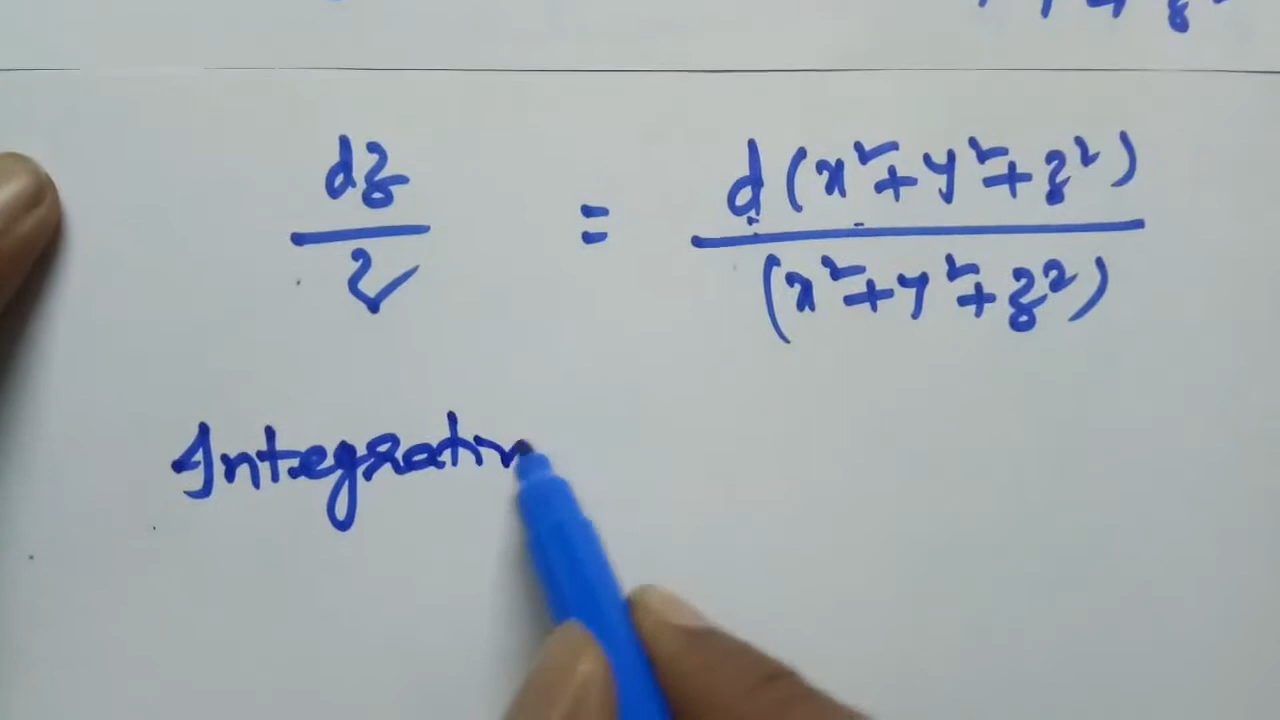 dz/z = d(x²+y²+z²)/(x²+y²+z²)
Integratin